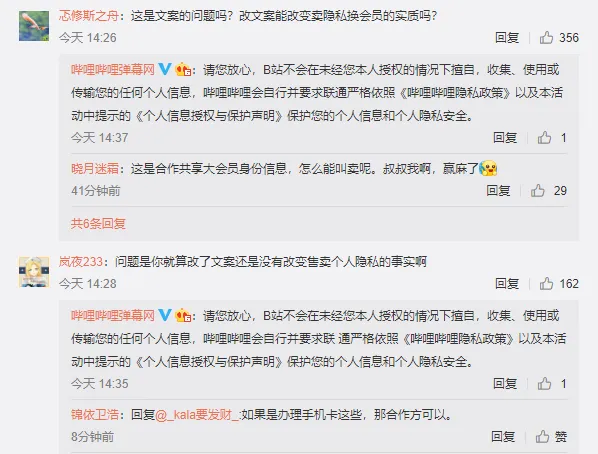 忑修斯之舟：这是文案的问题吗？改文案能改变卖隐私换会员的实质吗？
今天 14:26 回复 356
哔哩哔哩弹幕网 V ：请您放心，B站不会在未经您本人授权的情况下擅自，收集、使用或
传输您的任何个人信息，哔哩哔哩会自行并要求联通严格依照《哔哩哔哩隐私政策》以及本活
动中提示的《个人信息授权与保护声明》保护您的个人信息和个人隐私安全。
今天 14:37 回复 1
晓月迷霜：这是合作共享大会员身份信息，怎么能叫卖呢。叔叔我啊，赢麻了
41分钟前 回复 29
共6条回复
岚夜233：问题是你就算改了文案还是没有改变售卖个人隐私的事实啊
今天 14:28 回复 162
哔哩哔哩弹幕网 V ：请您放心，B站不会在未经您本人授权的情况下擅自，收集、使用或
传输您的任何个人信息，哔哩哔哩会自行并要求联 通严格依照《哔哩哔哩隐私政策》以及本活
动中提示的《个人信息授权与保护声明》保护您的个人信息和个人隐私安全。
今天 14:35 回复 1
锦依卫浩：回复@_kala要发财_:如果是办理手机卡这些，那合作方可以。
8分钟前 回复 赞